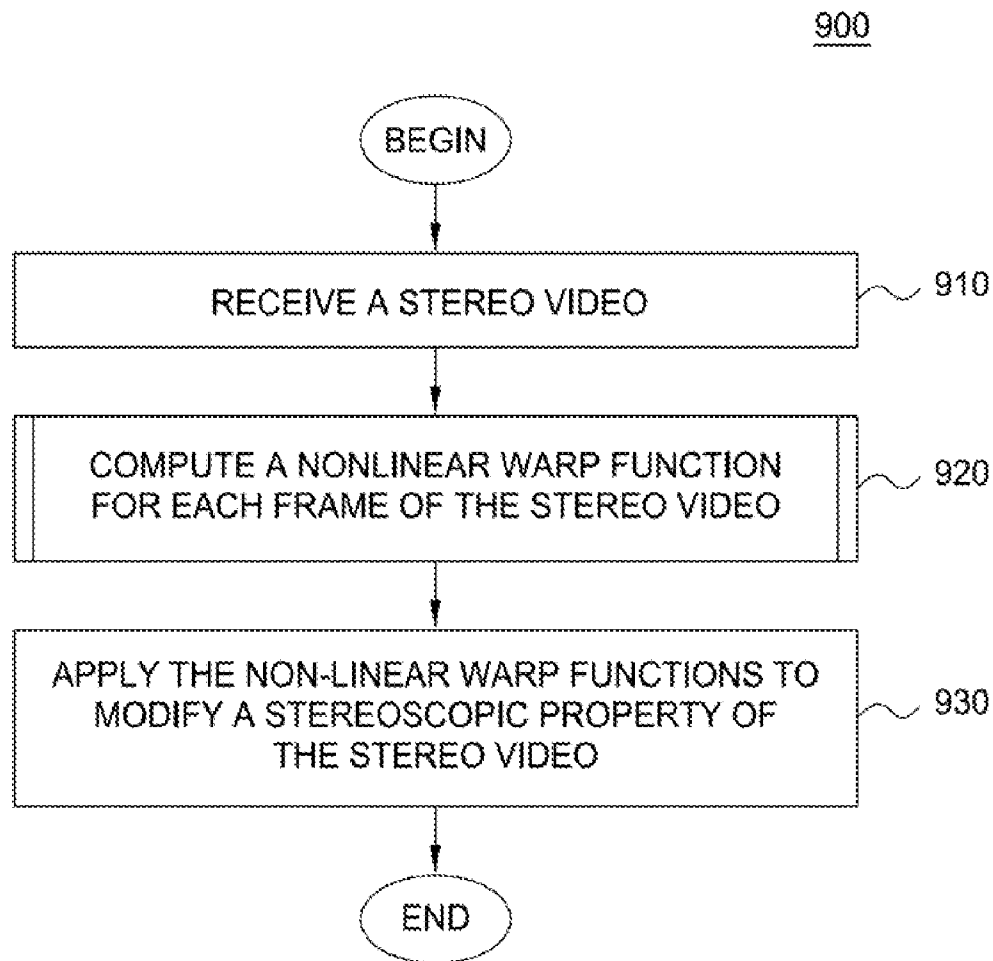 900
BEGIN
RECEIVE A STEREO VIDEO
910
COMPUTE A NONLINEAR WARP FUNCTION
FOR EACH FRAME OF THE STEREO VIDEO
920
APPLY THE NON-LINEAR WARP FUNCTIONS TO
MODIFY A STEREOSCOPIC PROPERTY OF
THE STEREO VIDEO
930
END